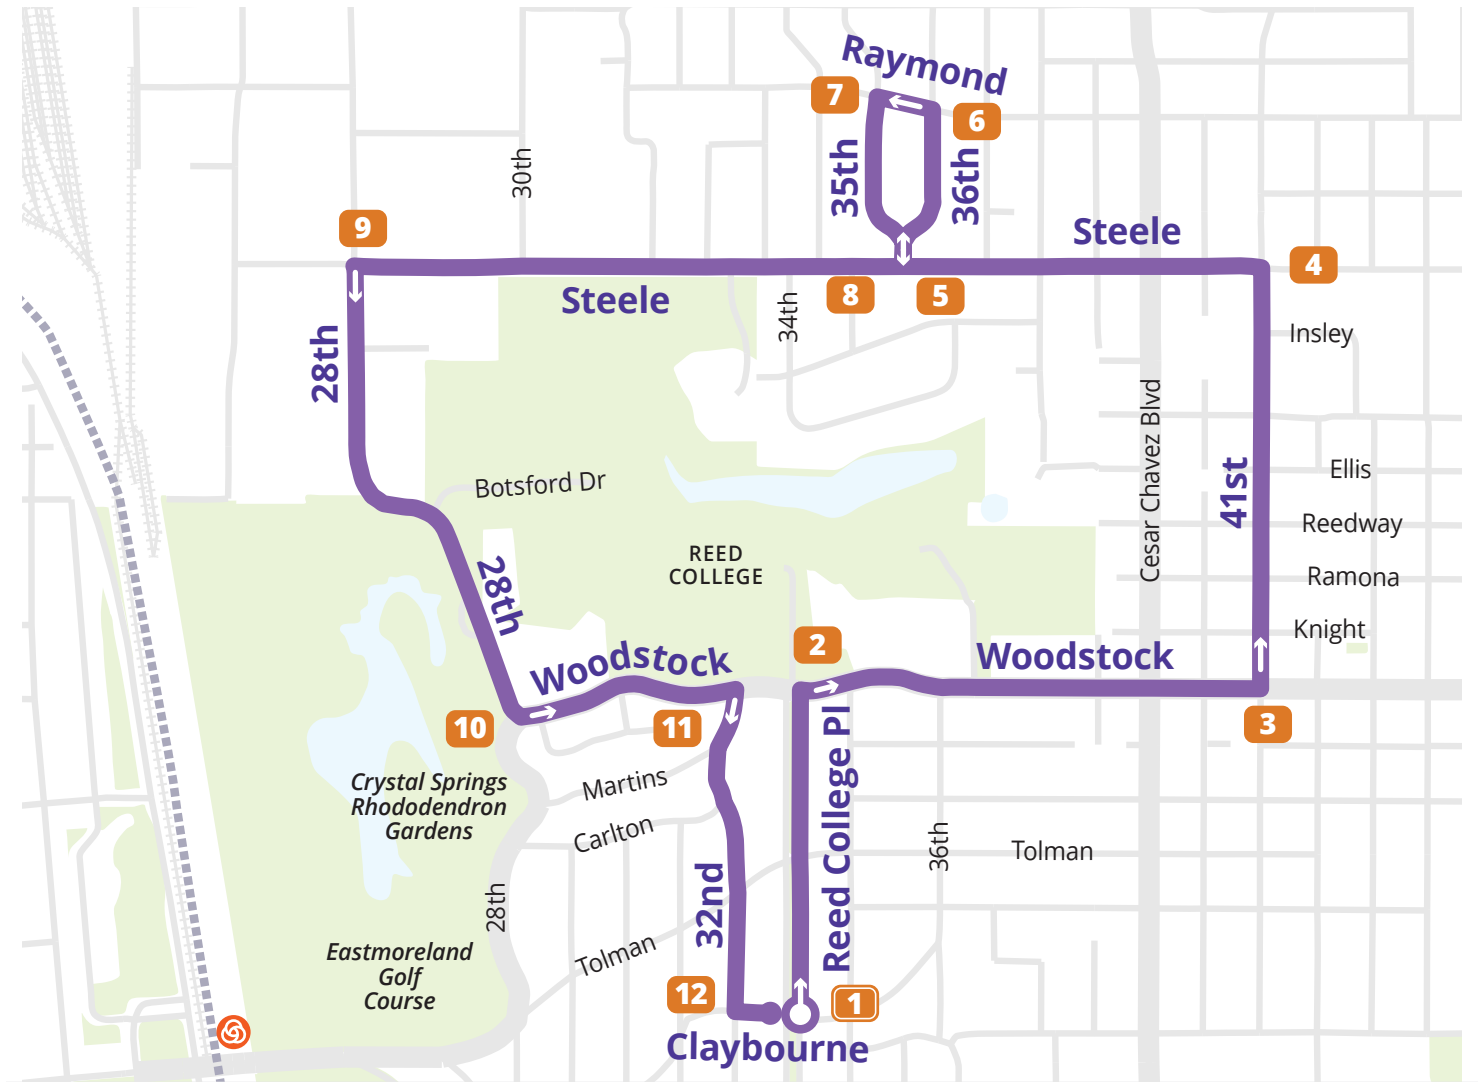 Raymond
7
6
35th
36th
30th
9
Steele
4
Steele
8
5
34th
Insley
28th
Cesar Chavez Blvd
41st
Ellis
Botsford Dr
Reedway
REED
COLLEGE
Ramona
28th
Knight
2
Woodstock
Woodstock
10
11
3
Crystal Springs
Rhododendron
Gardens
Martins
Carlton
Reed College Pl
36th
Tolman
28th
32nd
Tolman
Eastmoreland
Golf
Course
12
1
Claybourne